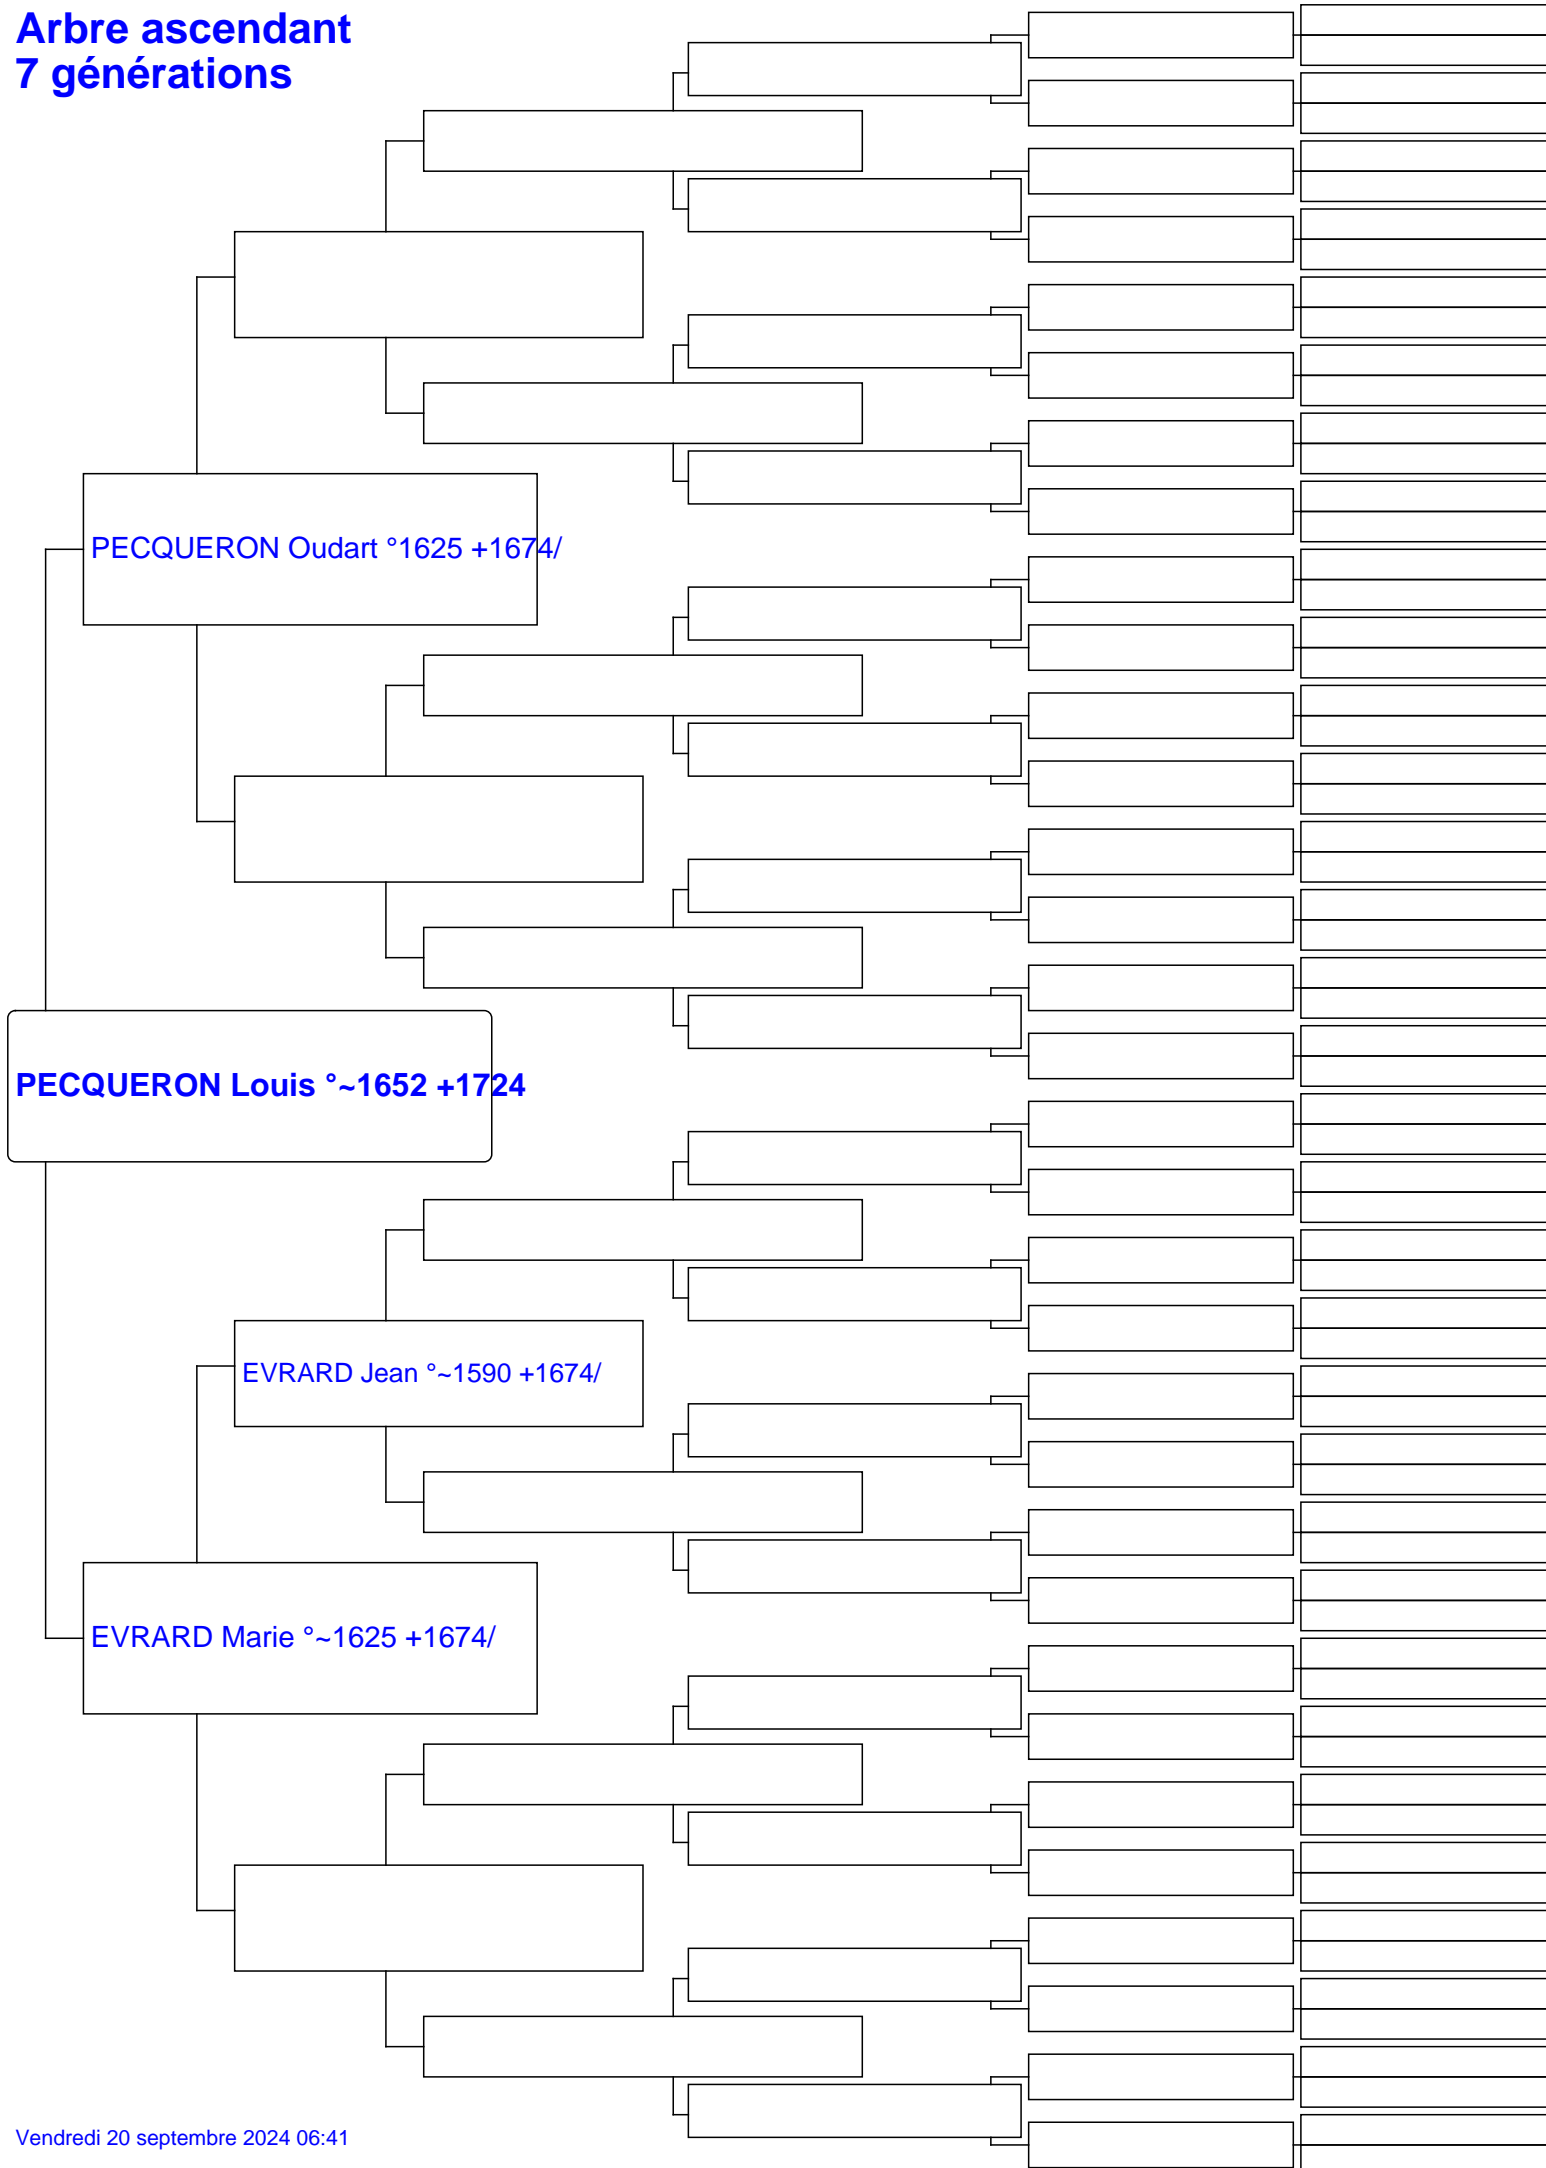 Arbre ascendant
7 générations
PECQUERON Oudart °1625 +1674/
PECQUERON Louis °~1652 +1724
EVRARD Jean °~1590 +1674/
EVRARD Marie °~1625 +1674/
Vendredi 20 septembre 2024 06:41